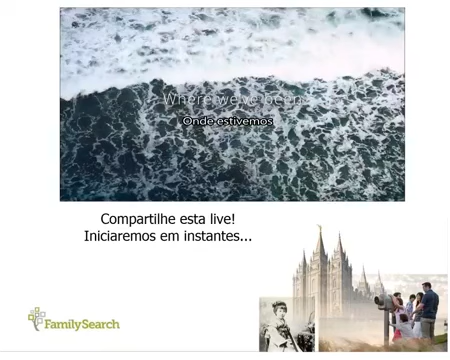 Where we've been
Onde estivemos
Compartilhe esta live!
Iniciaremos em instantes...
FamilySearch